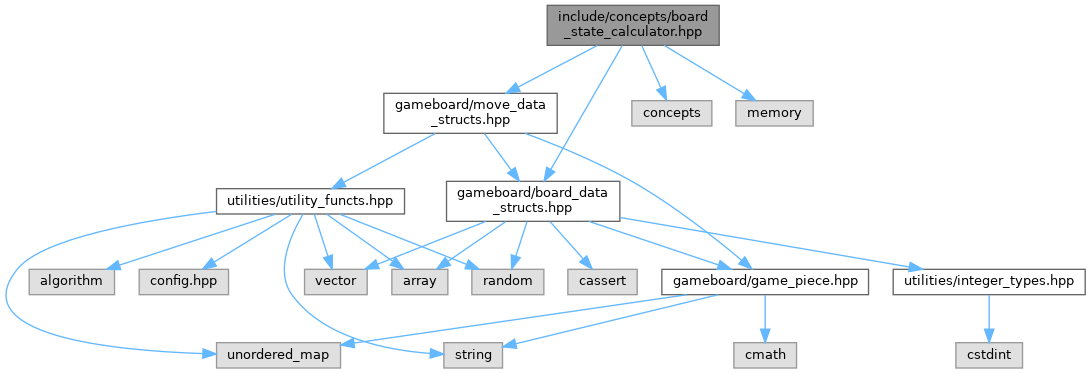 include/concepts/board
_state_calculator.hpp
gameboard/move_data
_structs.hpp
concepts
memory
utilities/utility_functs.hpp
gameboard/board_data
_structs.hpp
algorithm
config.hpp
vector
array
random
cassert
gameboard/game_piece.hpp
utilities/integer_types.hpp
unordered_map
string
cmath
cstdint